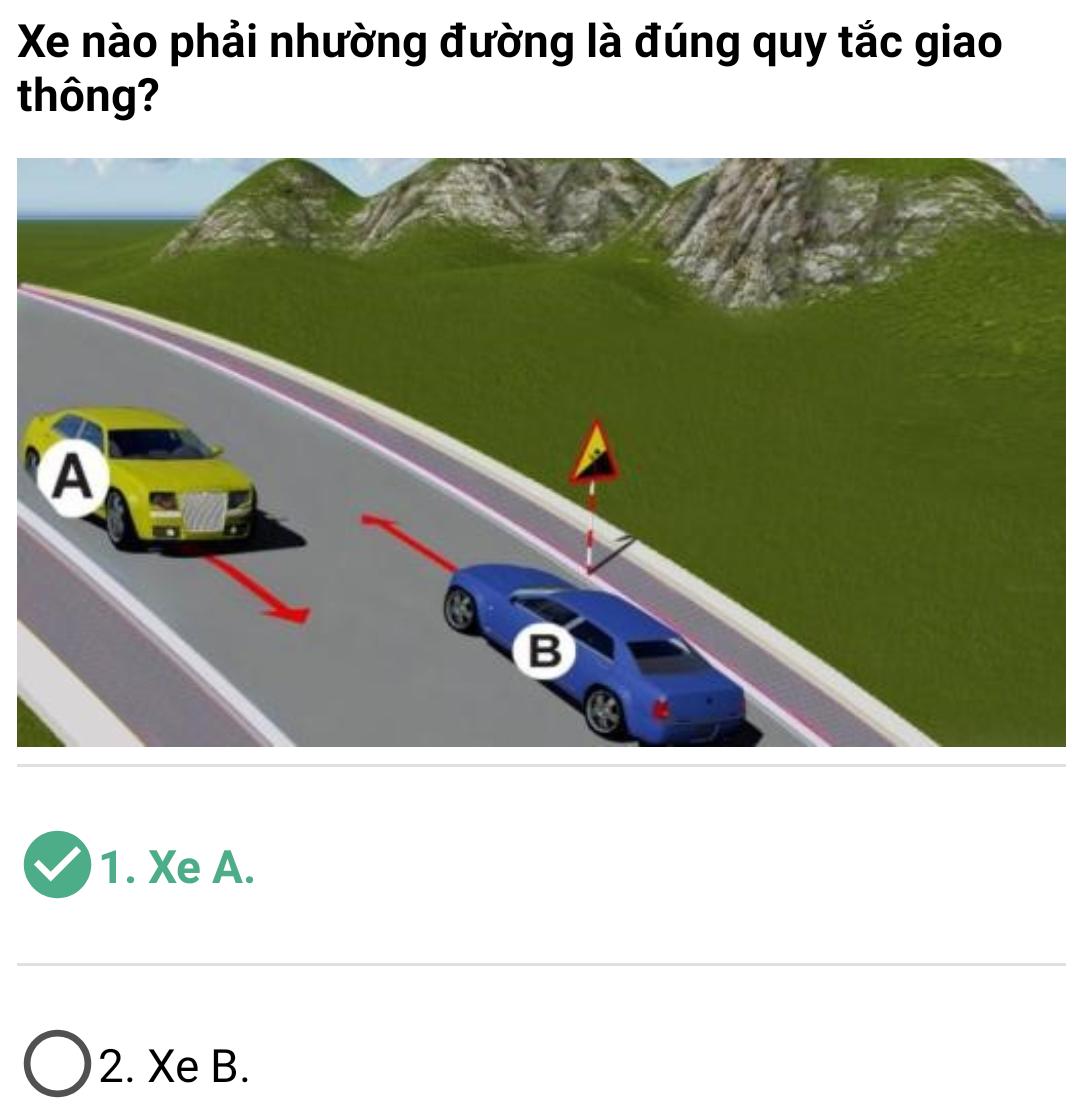 Xe nào phải nhường đường là đúng quy tắc giao
thông?
A
B
1. Xe A.
2. Xe B.